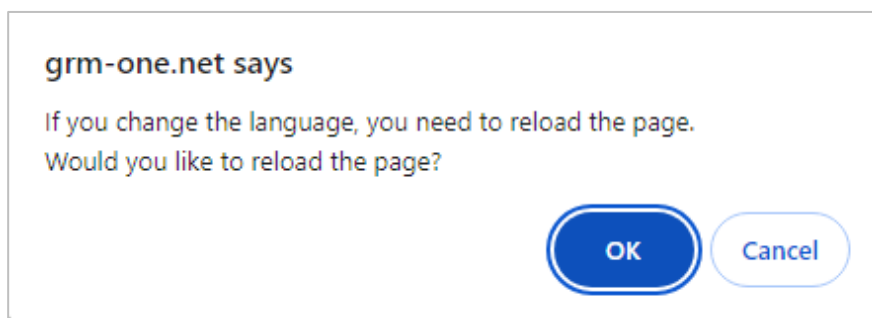 grm-one.net says
If you change the language, you need to reload the page.
Would you like to reload the page?
OK
Cancel